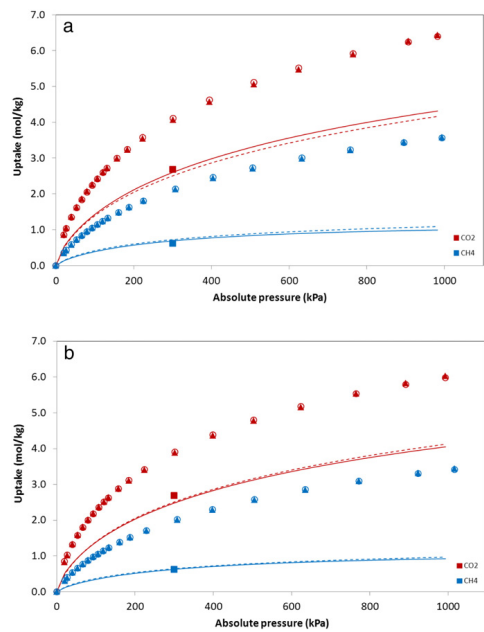 a
7.0
6.0
5.0
4.0
3.0
2.0
1.0
0.0
Uptake (mol/kg)
0 200 400 600 800 1000
Absolute pressure (kPa)
CO2
CH4
b
7.0
6.0
5.0
4.0
3.0
2.0
1.0
0.0
Uptake (mol/kg)
0 200 400 600 800 1000
Absolute pressure (kPa)
CO2
CH4